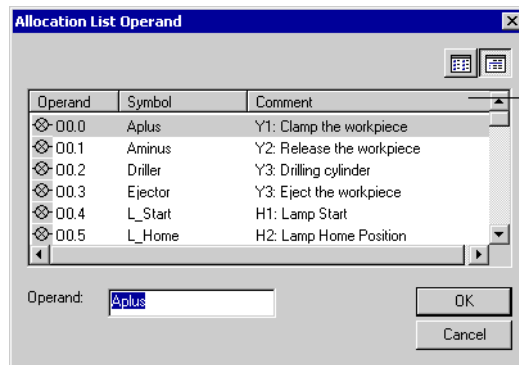 Allocation List Operand
Operand Symbol Comment
O0.0 Aplus Y1: Clamp the workpiece
O0.1 Aminus Y2: Release the workpiece
O0.2 Driller Y3: Drilling cylinder
O0.3 Ejector Y3: Eject the workpiece
O0.4 L_Start H1: Lamp Start
O0.5 L_Home H2: Lamp Home Position
Operand: Aplus
OK
Cancel